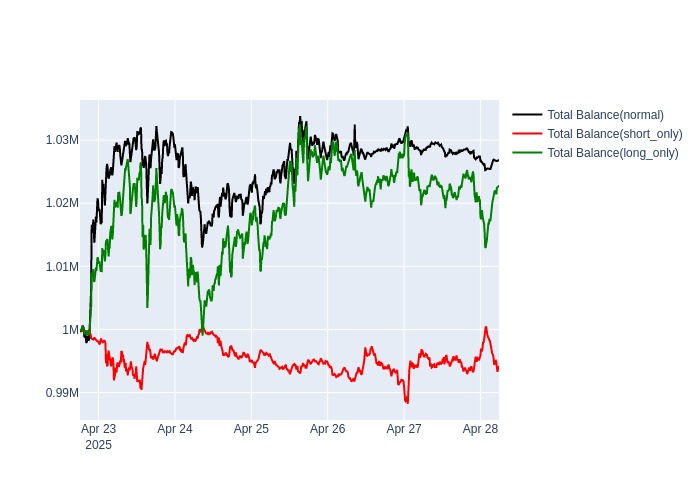 Total Balance(normal)
Total Balance(short_only)
Total Balance(long_only)
1.03M
1.02M
1.01M
1M
0.99M
Apr 23
2025
Apr 24
Apr 25
Apr 26
Apr 27
Apr 28